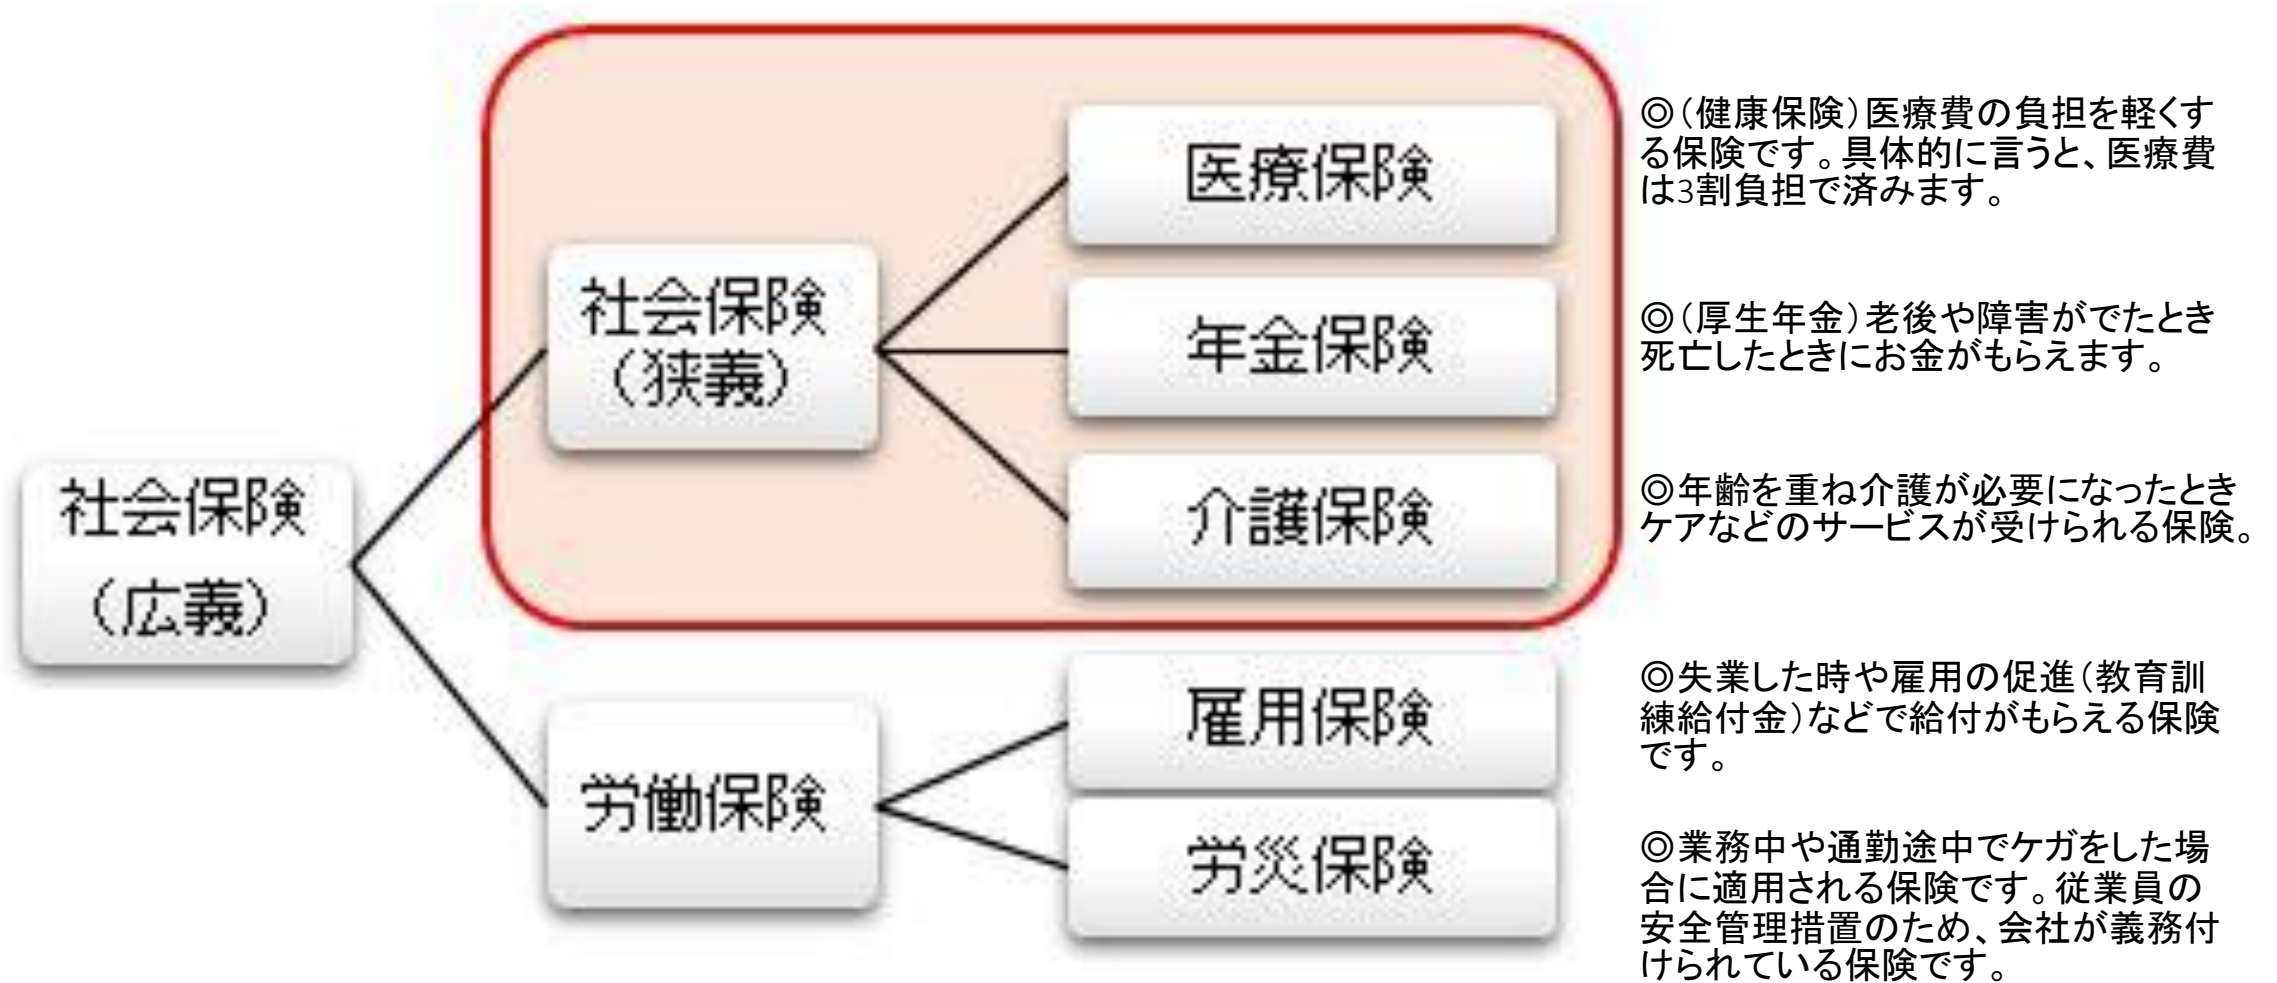 社会保険
（広義）
社会保険
（狭義）
医療保険
◎（健康保険）医療費の負担を軽くす
る保険です。具体的に言うと、医療費
は3割負担で済みます。
年金保険
◎（厚生年金）老後や障害がでたとき
死亡したときにお金がもらえます。
介護保険
◎年齢を重ね介護が必要になったとき
ケアなどのサービスが受けられる保険。
労働保険
雇用保険
◎失業した時や雇用の促進（教育訓
練給付金）などで給付がもらえる保険
です。
労災保険
◎業務中や通勤途中でケガをした場
合に適用される保険です。従業員の
安全管理措置のため、会社が義務付
けられている保険です。